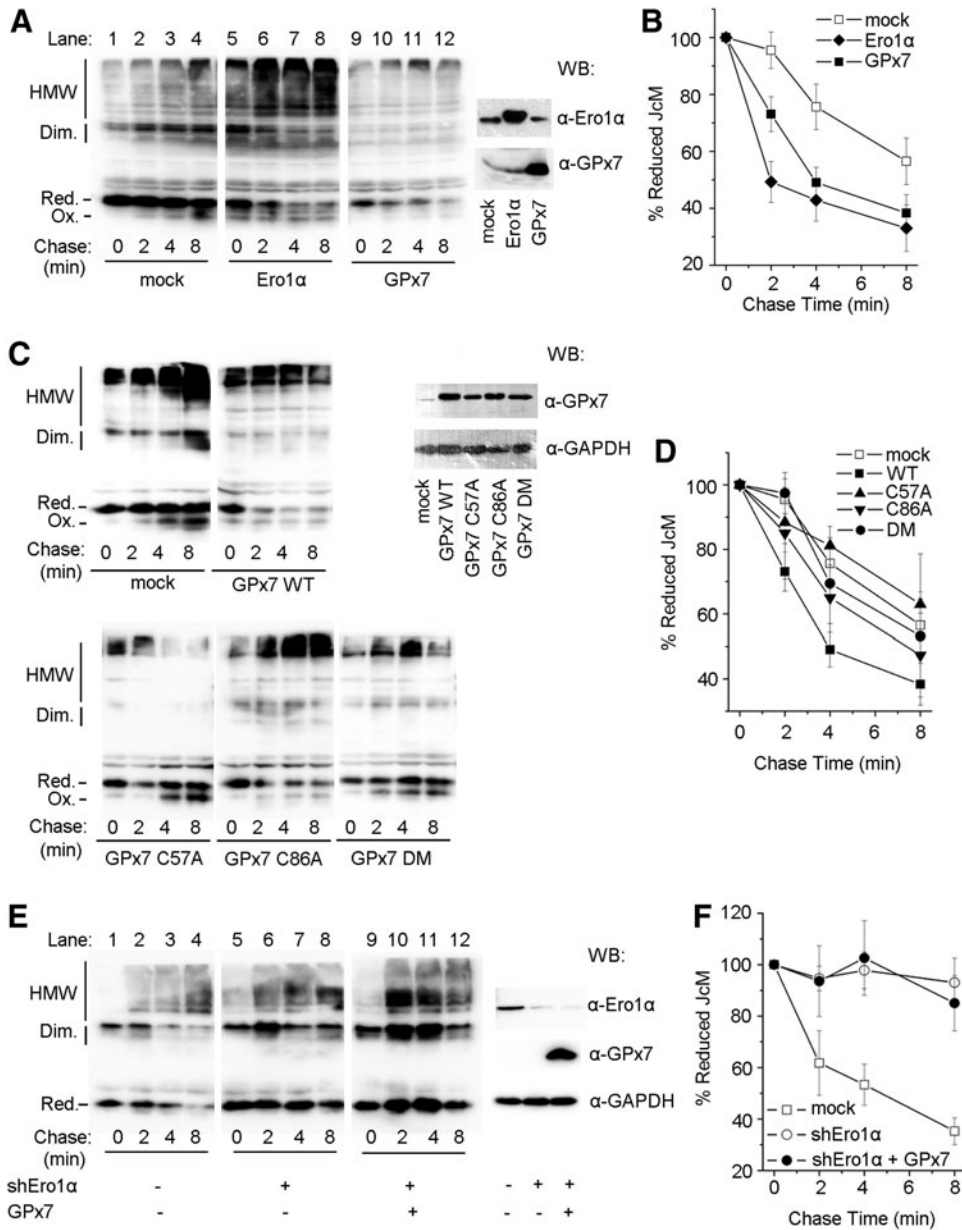 A
Lane: 1 2 3 4 5 6 7 8 9 10 11 12
HMW
Dim.
Red.
Ox.
Chase: 0 2 4 8 0 2 4 8 0 2 4 8
(min)
mock Ero1α GPx7
WB:
α-Ero1α
α-GPx7
mock
Ero1α
GPx7
B
mock
Ero1α
GPx7
100
80
60
40
20
% Reduced JcM
0 2 4 6 8
Chase Time (min)
C
HMW
Dim.
Red.
Ox.
Chase: 0 2 4 8 0 2 4 8
(min)
mock GPx7 WT
WB:
α-GPx7
α-GAPDH
mock
GPx7 WT
GPx7 C57A
GPx7 C86A
GPx7 DM
HMW
Dim.
Red.
Ox.
Chase: 0 2 4 8 0 2 4 8 0 2 4 8
(min)
GPx7 C57A GPx7 C86A GPx7 DM
D
mock
WT
C57A
C86A
DM
100
80
60
40
% Reduced JcM
0 2 4 6 8
Chase Time (min)
E
Lane: 1 2 3 4 5 6 7 8 9 10 11 12
HMW
Dim.
Red.
Chase: 0 2 4 8 0 2 4 8 0 2 4 8
(min)
WB:
α-Ero1α
α-GPx7
α-GAPDH
shEro1α - + + - + +
GPx7 - - + - - +
F
120
100
80
60
40
20
% Reduced JcM
mock
shEro1α
shEro1α + GPx7
0 2 4 6 8
Chase Time (min)